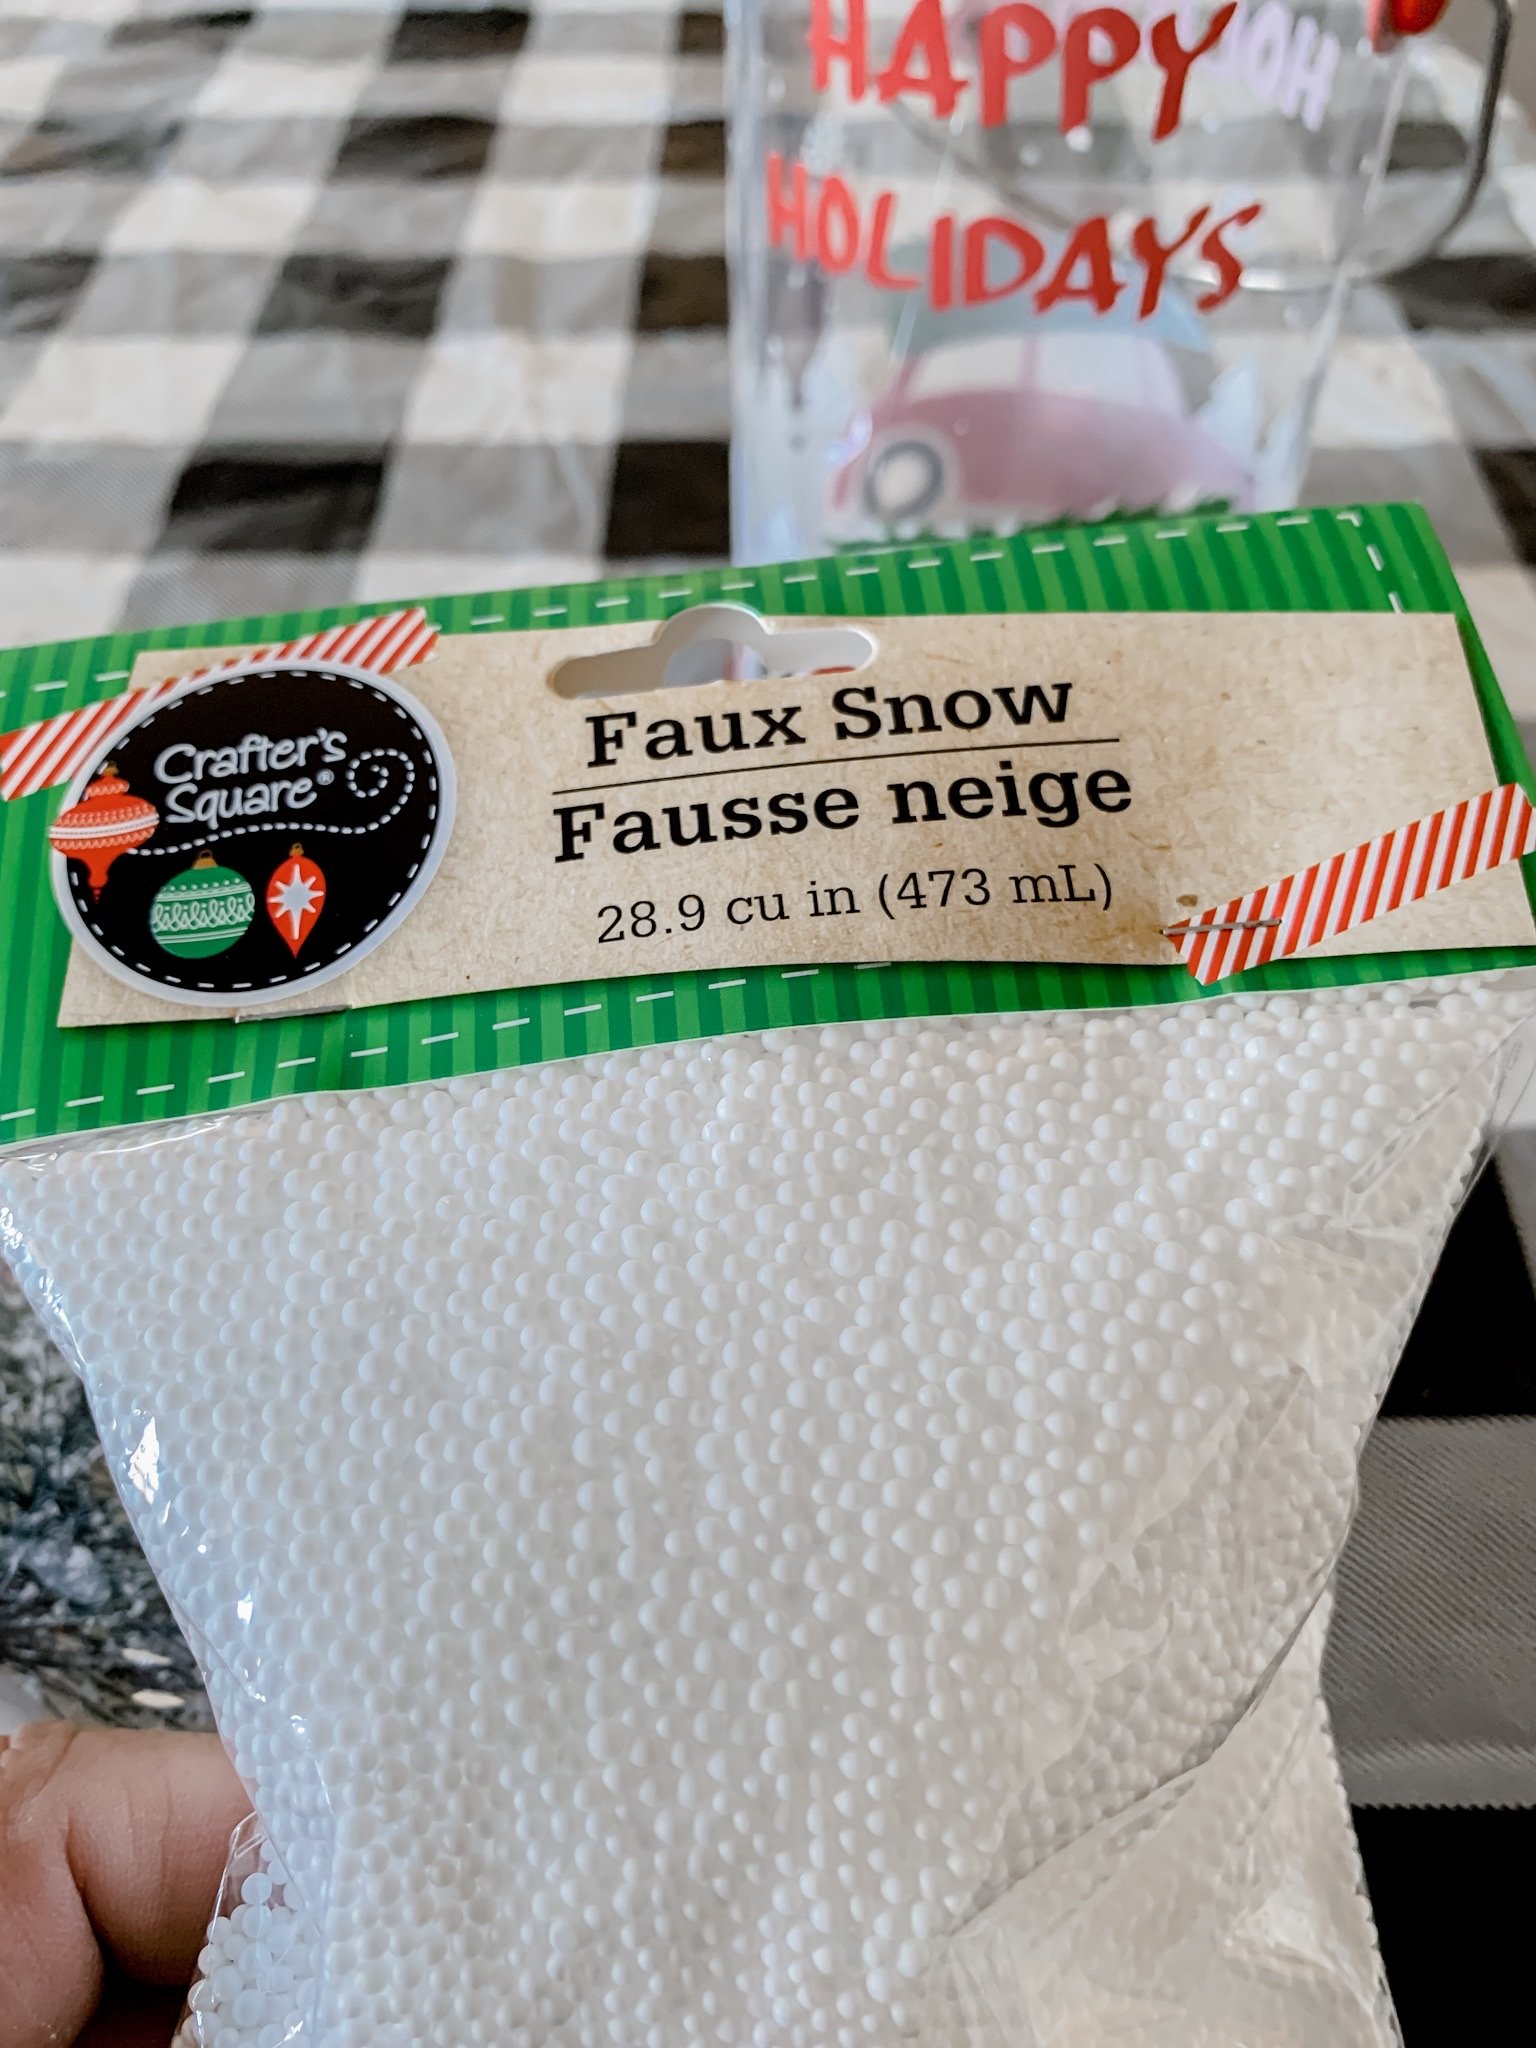 HAPPY
HOLIDAYS
Crafter's
Square®
Faux Snow
Fausse neige
28.9 cu in (473 mL)